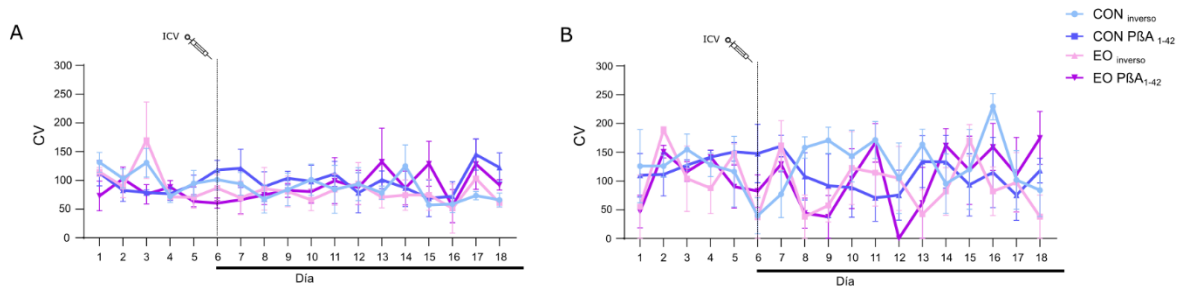 A
ICV
CV
300
250
200
150
100
50
0
1 2 3 4 5 6 7 8 9 10 11 12 13 14 15 16 17 18
Día
B
ICV
CV
300
250
200
150
100
50
0
1 2 3 4 5 6 7 8 9 10 11 12 13 14 15 16 17 18
Día
CON inverso
CON PßA 1-42
EO inverso
EO PßA1-42